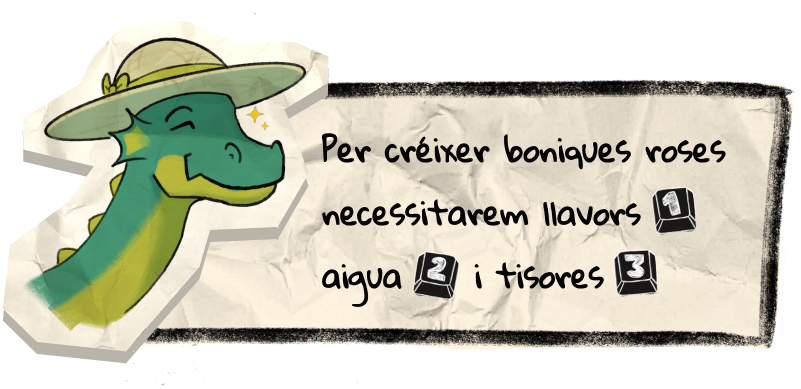 Per créixer boniques roses
necessitarem llavors 1
aigua 2 i tisores 3